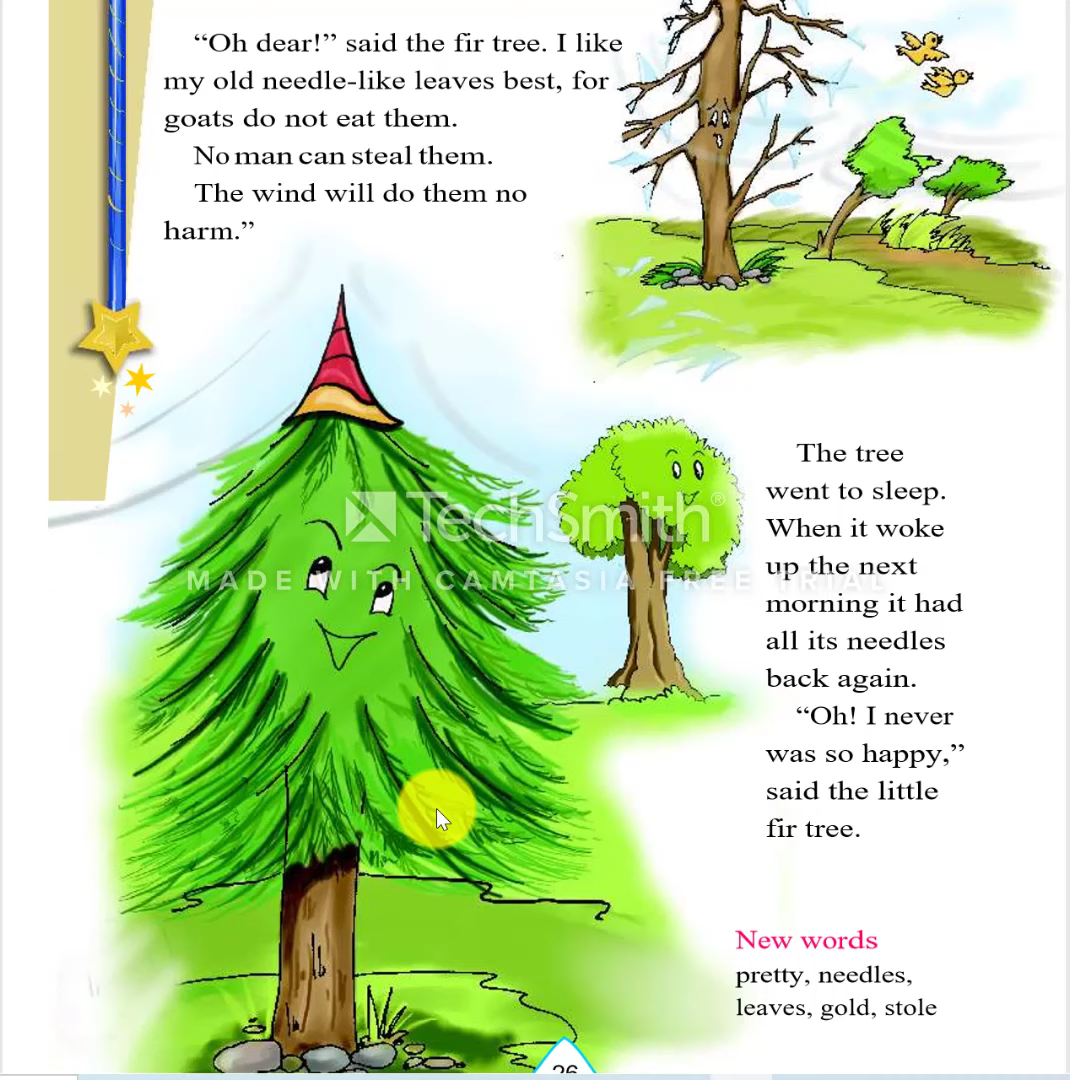 “Oh dear!” said the fir tree. I like
my old needle-like leaves best, for
goats do not eat them.
No man can steal them.
The wind will do them no
harm.”
TechSmith®
MADE WITH CAMTASIA FREE TRIAL
The tree
went to sleep.
When it woke
up the next
morning it had
all its needles
back again.
“Oh! I never
was so happy,”
said the little
fir tree.
New words
pretty, needles,
leaves, gold, stole
26